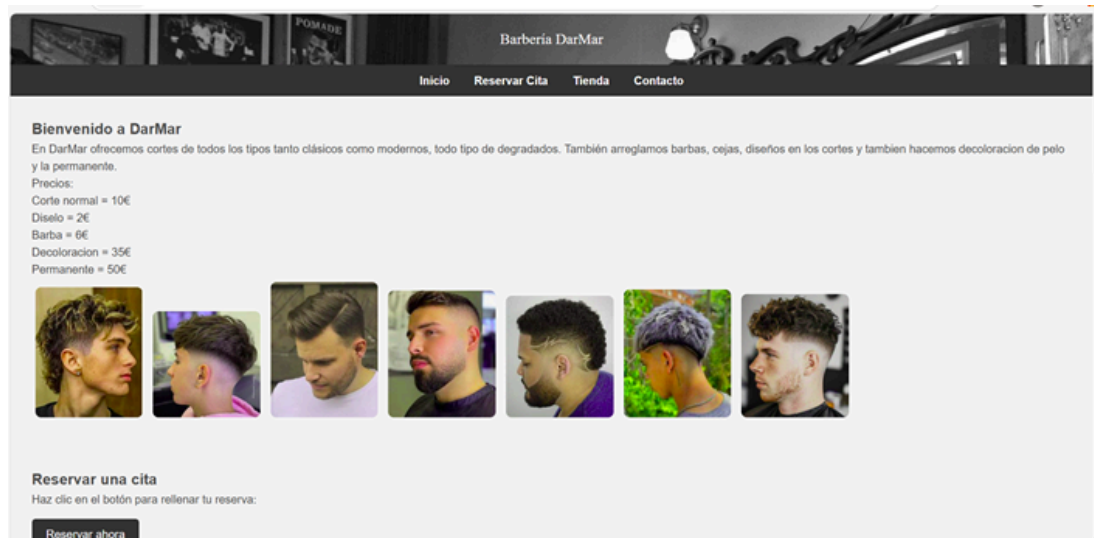 POMADE
Barbería DarMar
Inicio Reservar Cita Tienda Contacto
Bienvenido a DarMar
En DarMar ofrecemos cortes de todos los tipos tanto clásicos como modernos, todo tipo de degradados. También arreglamos barbas, cejas, diseños en los cortes y tambien hacemos decoloracion de pelo
y la permanente.
Precios:
Corte normal = 10€
Diselo = 2€
Barba = 6€
Decoloracion = 35€
Permanente = 50€
Reservar una cita
Haz clic en el botón para rellenar tu reserva:
Reservar ahora